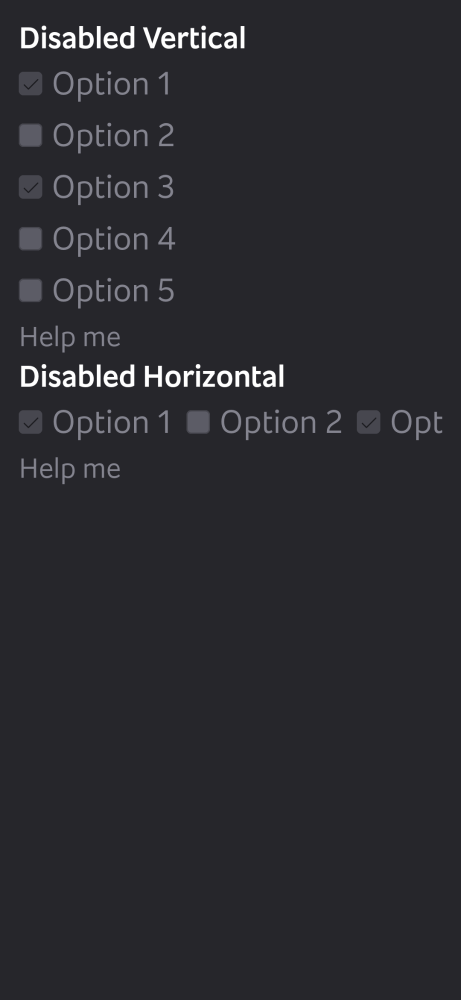 Disabled Vertical
Option 1
Option 2
Option 3
Option 4
Option 5
Help me
Disabled Horizontal
Option 1 Option 2 Opt
Help me